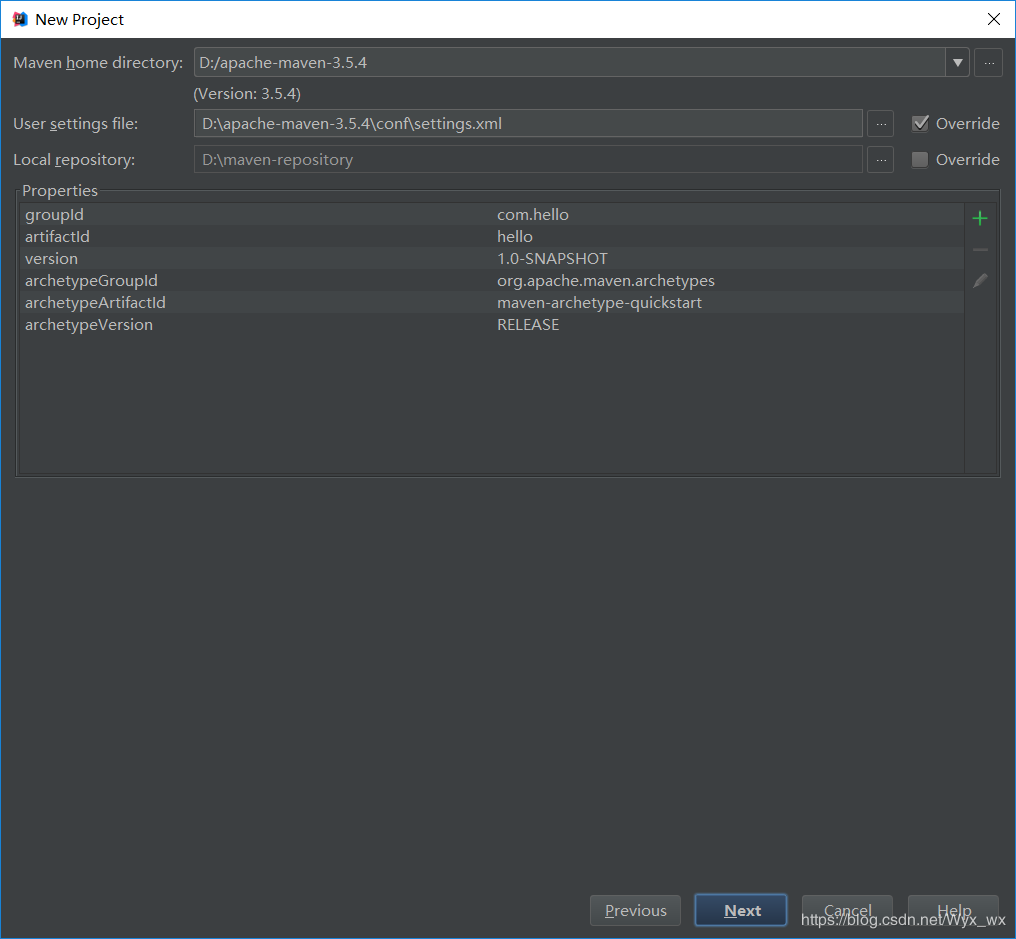 New Project
Maven home directory: D:/apache-maven-3.5.4 ...
(Version: 3.5.4)
User settings file: D:\apache-maven-3.5.4\conf\settings.xml ... Override
Local repository: D:\maven-repository ... Override
Properties
groupId com.hello
artifactId hello
version 1.0-SNAPSHOT
archetypeGroupId org.apache.maven.archetypes
archetypeArtifactId maven-archetype-quickstart
archetypeVersion RELEASE
Previous Next Cancel Help
https://blog.csdn.net/Wyx_wx